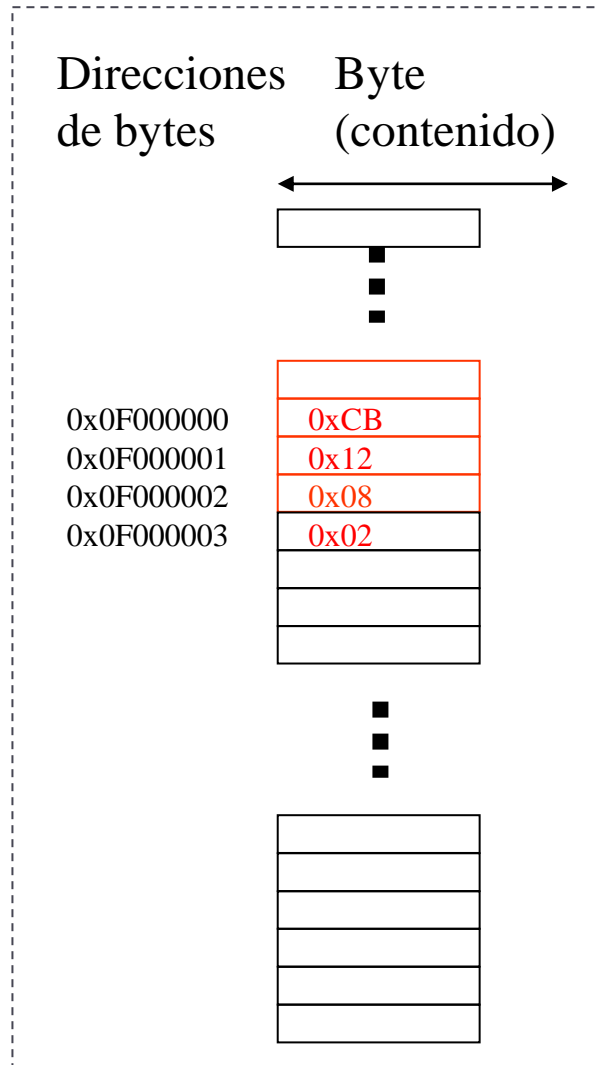 Direcciones Byte
de bytes (contenido)
0x0F000000 0xCB
0x0F000001 0x12
0x0F000002 0x08
0x0F000003 0x02